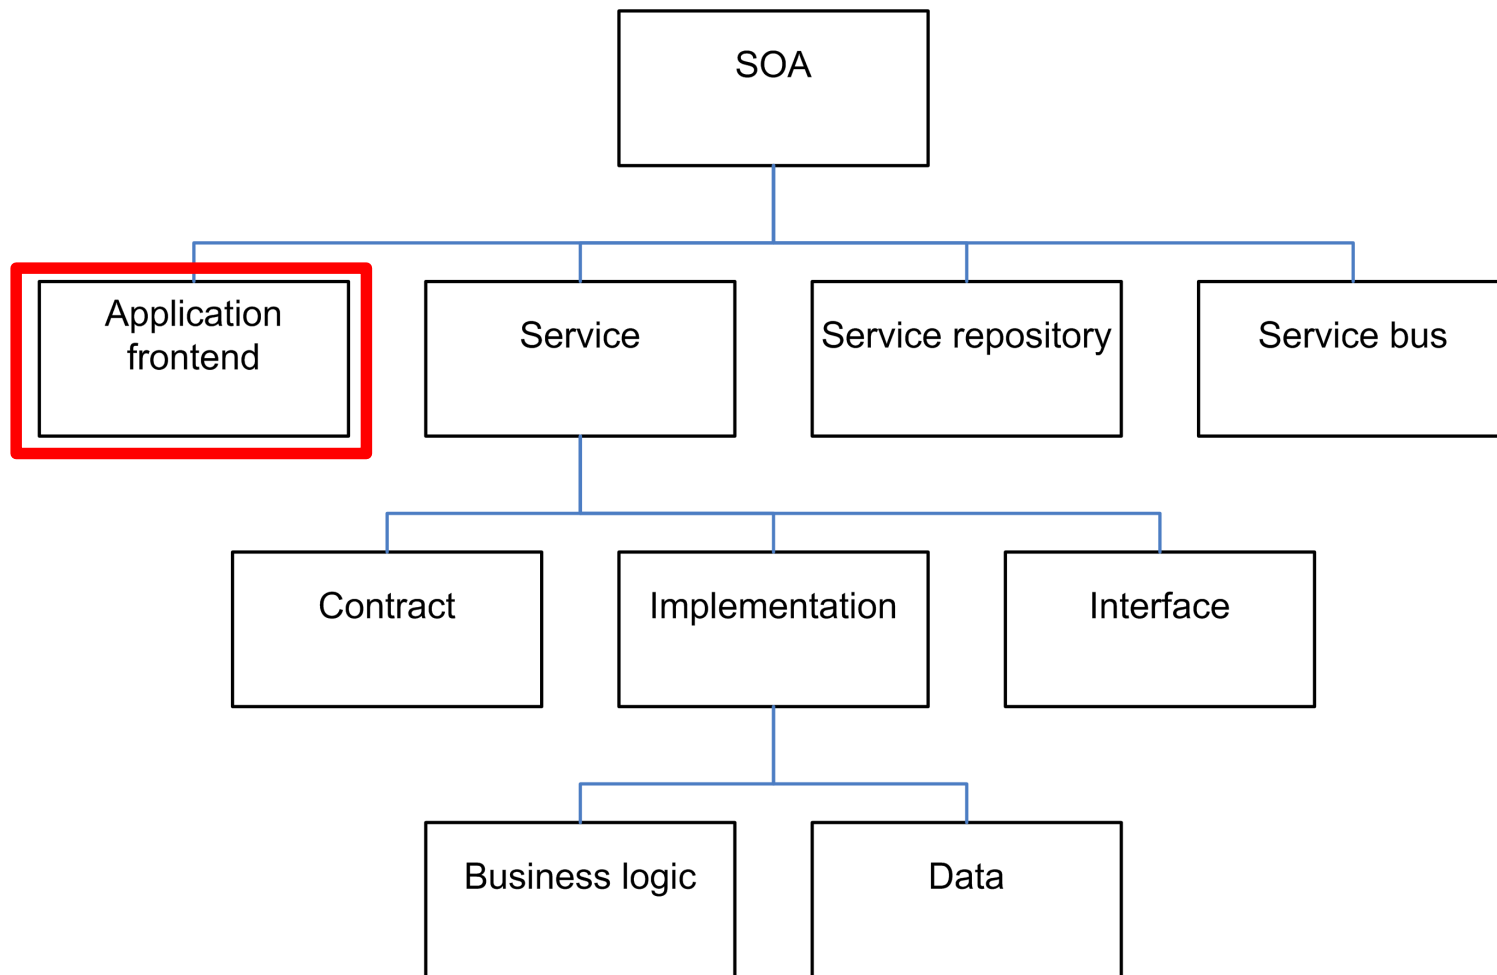 SOA
Application
frontend
Service
Service repository
Service bus
Contract
Implementation
Interface
Business logic
Data